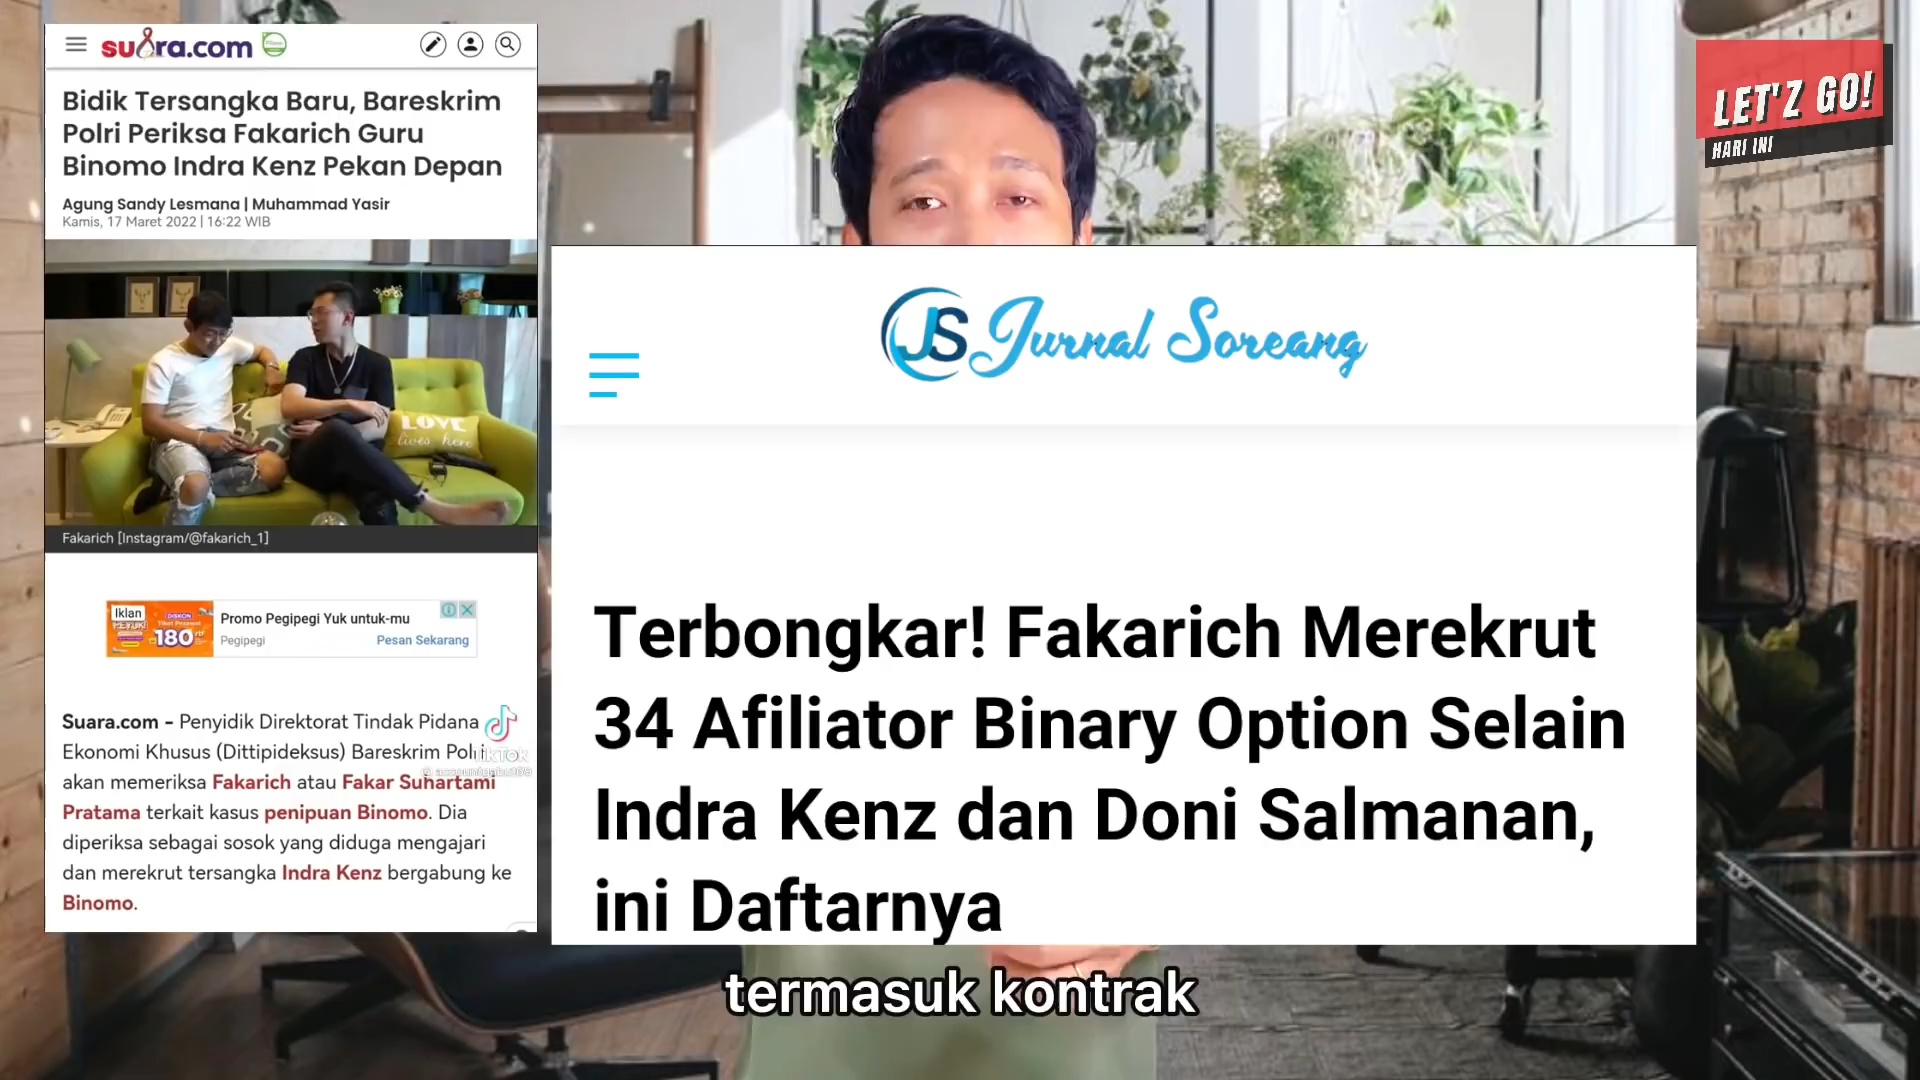 suara.com
Bidik Tersangka Baru, Bareskrim
Polri Periksa Fakarich Guru
Binomo Indra Kenz Pekan Depan
Agung Sandy Lesmana | Muhammad Yasir
Kamis, 17 Maret 2022 | 16:22 WIB
LOVE
lives here
Fakarich [Instagram/@fakarich_1]
Iklan
DISKON
Tiket Pesawat
180rb
Promo Pegipegi Yuk untuk-mu
Pegipegi
Pesan Sekarang
Suara.com - Penyidik Direktorat Tindak Pidana
Ekonomi Khusus (Dittipideksus) Bareskrim Polri
akan memeriksa Fakarich atau Fakar Suhartami
Pratama terkait kasus penipuan Binomo. Dia
diperiksa sebagai sosok yang diduga mengajari
dan merekrut tersangka Indra Kenz bergabung ke
Binomo.
TikTok
LET'Z GO!
HARI INI
JS Jurnal Soreang
Terbongkar! Fakarich Merekrut
34 Afiliator Binary Option Selain
Indra Kenz dan Doni Salmanan,
ini Daftarnya
termasuk kontrak